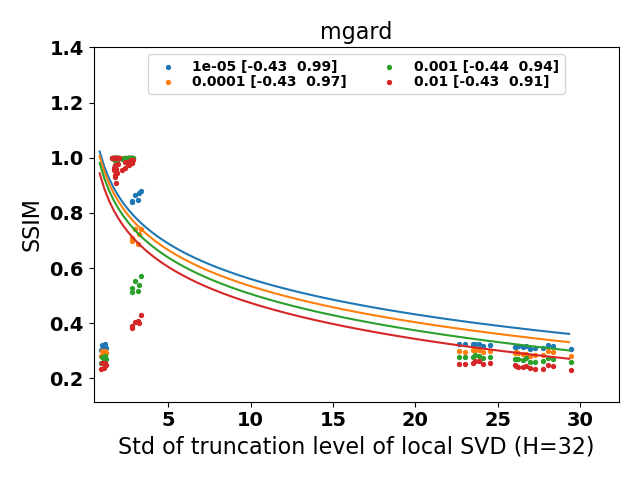 mgard
1e-05 [-0.43 0.99] 0.001 [-0.44 0.94]
0.0001 [-0.43 0.97] 0.01 [-0.43 0.91]
1.4
1.2
1.0
0.8
0.6
0.4
0.2
SSIM
5 10 15 20 25 30
Std of truncation level of local SVD (H=32)